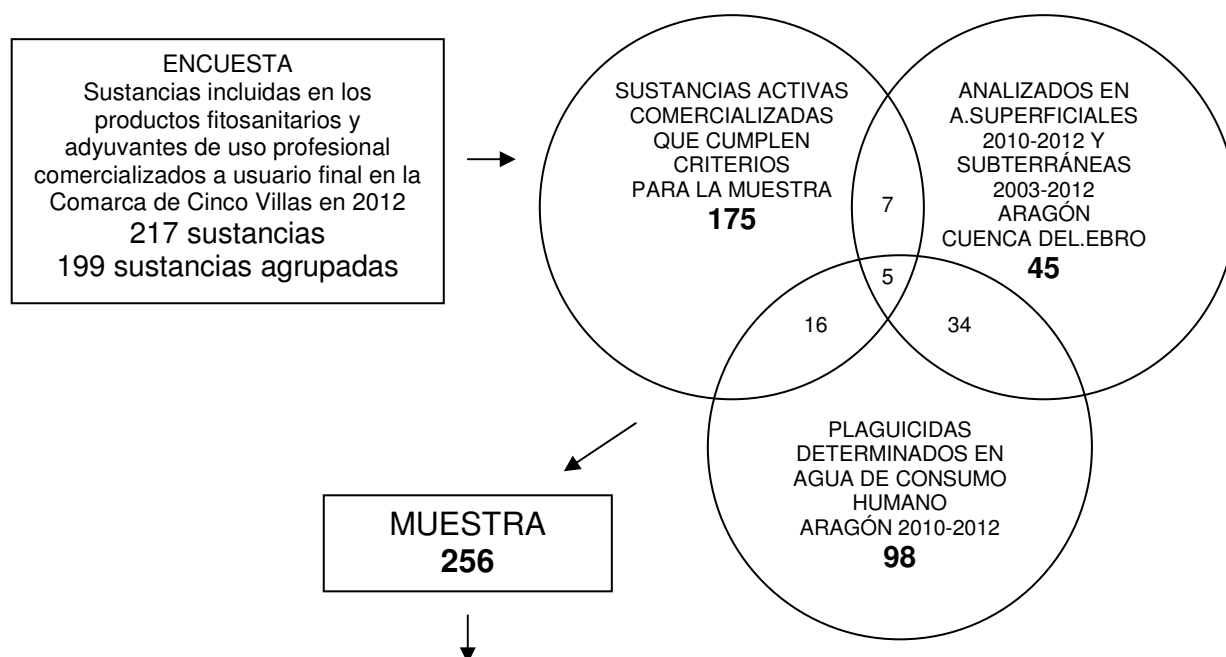 ENCUESTA
Sustancias incluidas en los
productos fitosanitarios y
adyuvantes de uso profesional
comercializados a usuario final en la
Comarca de Cinco Villas en 2012
217 sustancias
199 sustancias agrupadas
SUSTANCIAS ACTIVAS
COMERCIALIZADAS
QUE CUMPLEN
CRITERIOS
PARA LA MUESTRA
175
7
ANALIZADOS EN
A.SUPERFICIALES
2010-2012 Y
SUBTERRÁNEAS
2003-2012
ARAGÓN
CUENCA DEL.EBRO
45
5
16
34
PLAGUICIDAS
DETERMINADOS EN
AGUA DE CONSUMO
HUMANO
ARAGÓN 2010-2012
98
MUESTRA
256